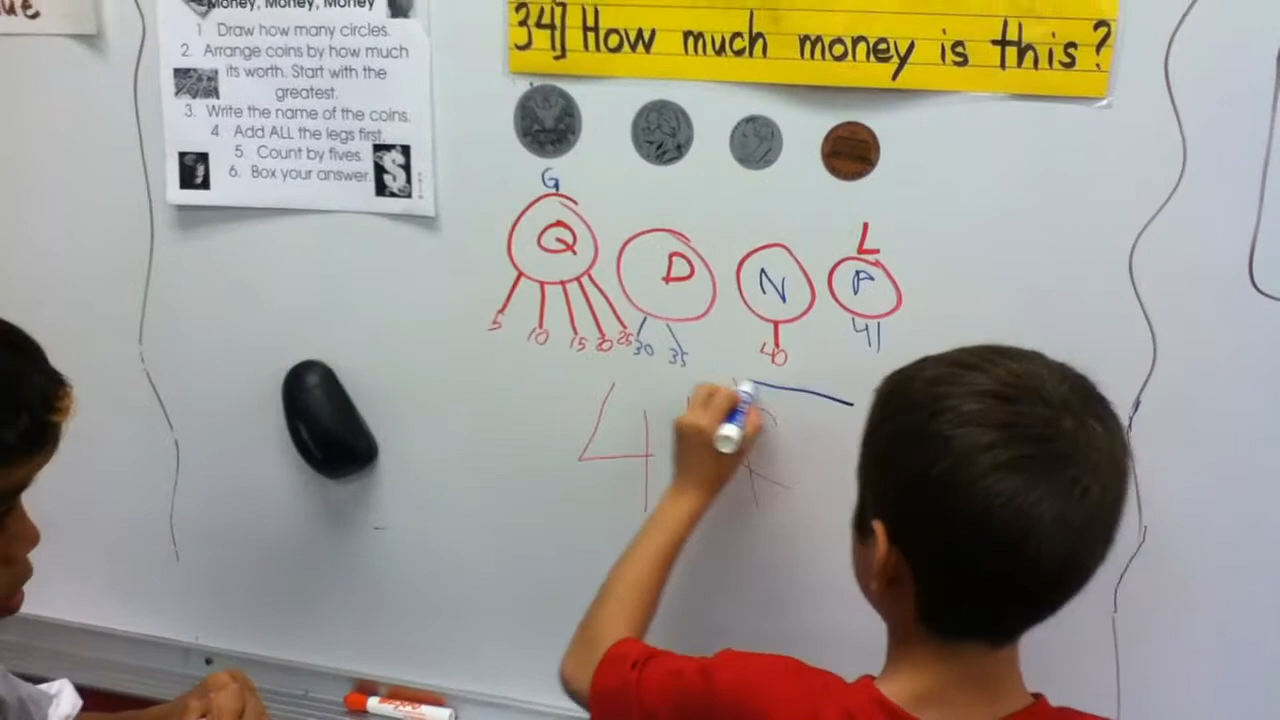 Money, Money, Money
1 Draw how many circles.
2. Arrange coins by how much
its worth. Start with the
greatest.
3. Write the name of the coins.
4. Add ALL the legs first.
5. Count by fives.
6. Box your answer.
34] How much money is this?
G
L
Q D N P
5 10 15 20 25 30 35 40 41
4